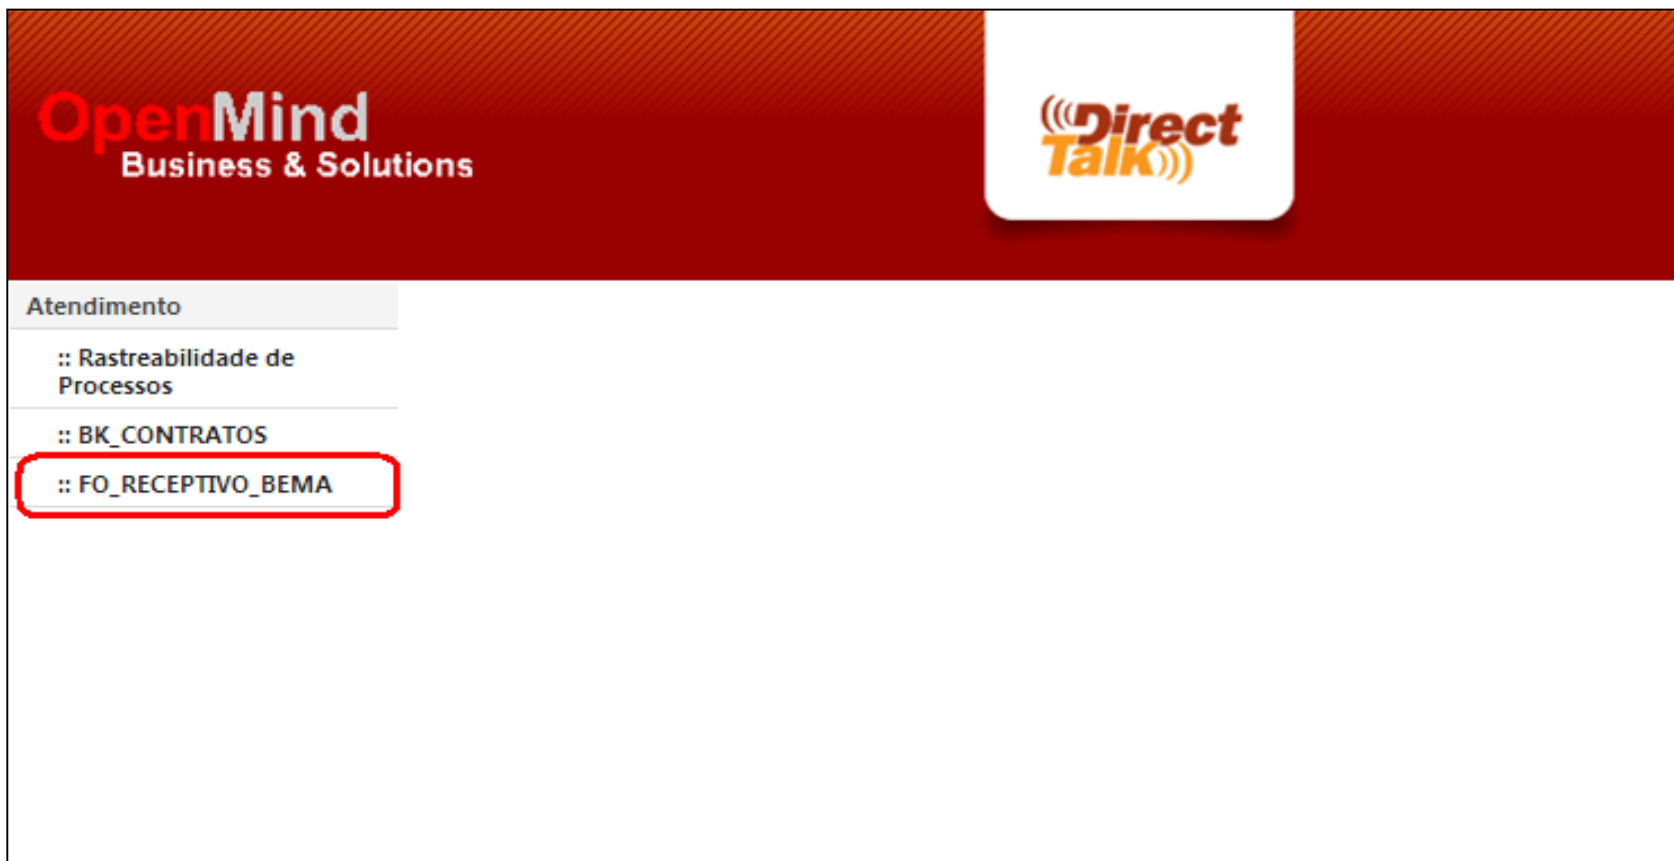 OpenMind
Business & Solutions
Direct
Talk
Atendimento
:: Rastreabilidade de
Processos
:: BK_CONTRATOS
:: FO_RECEPTIVO_BEMA